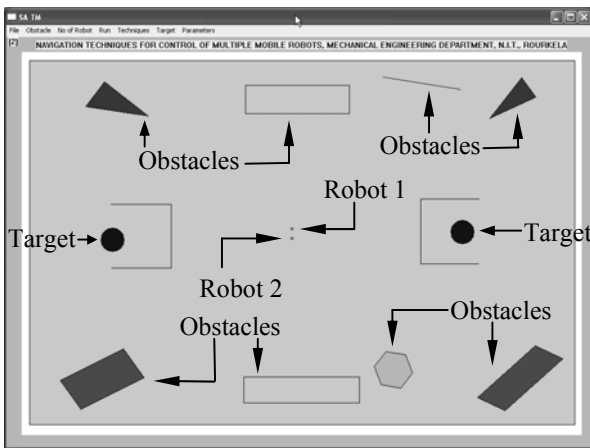 SA TM
File Obstacle No of Robot Run Techniques Target Parameters
[2] NAVIGATION TECHNIQUES FOR CONTROL OF MULTIPLE MOBILE ROBOTS, MECHANICAL ENGINEERING DEPARTMENT, N.I.T., ROURKELA
Obstacles
Obstacles
Robot 1
Target
Target
Robot 2
Obstacles
Obstacles